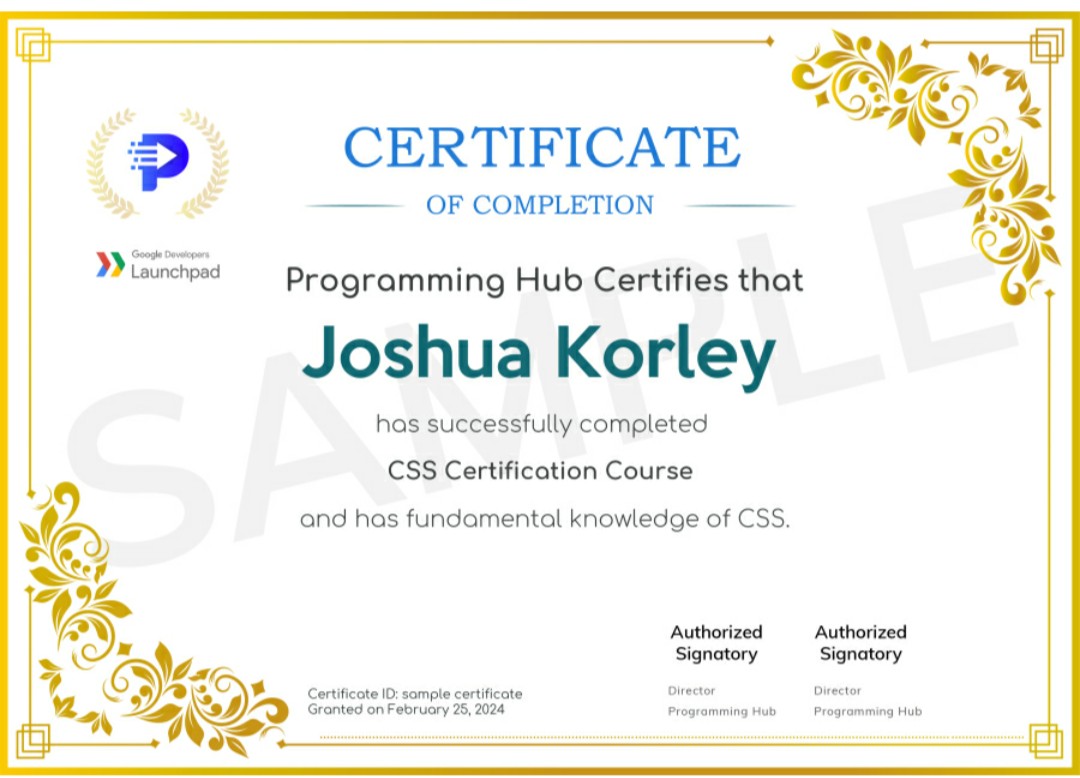 CERTIFICATE
OF COMPLETION
Google Developers
Launchpad
Programming Hub Certifies that
Joshua Korley
has successfully completed
CSS Certification Course
and has fundamental knowledge of CSS.
SAMPLE
Authorized Signatory
Authorized Signatory
Director
Programming Hub
Director
Programming Hub
Certificate ID: sample certificate
Granted on February 25, 2024